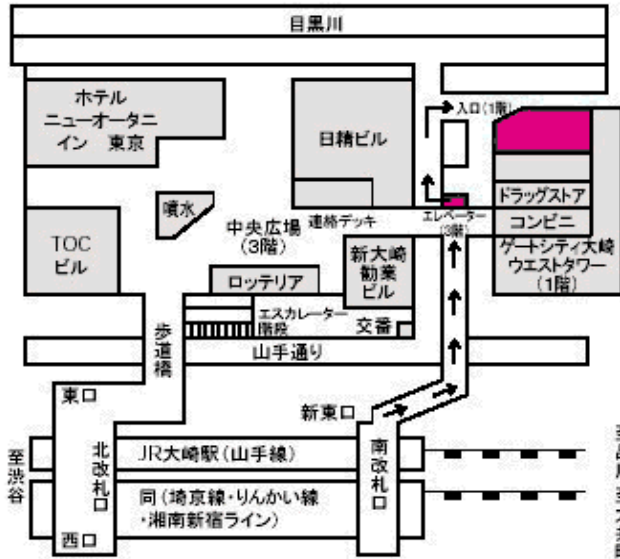 目黒川
ホテル
ニューオータニ
イン 東京
日精ビル
入口(1階)
ドラッグストア
コンビニ
ゲートシティ大崎
ウエストタワー
(1階)
噴水
中央広場
(3階)
連絡デッキ
エレベーター
(3階)
TOC
ビル
ロッテリア
新大崎
勧業
ビル
エスカレーター
階段
交番
歩道橋
山手通り
東口
新東口
至渋谷
北改札口
JR大崎駅(山手線)
南改札口
同(埼京線・りんかい線
・湘南新宿ライン)
西口